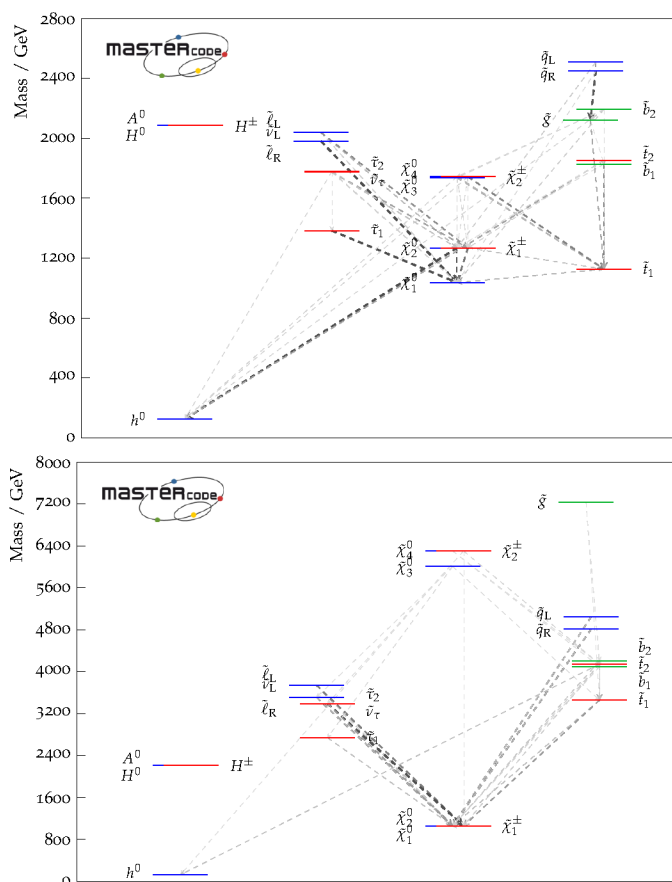 Mass / GeV
2800
2400
2000
1600
1200
800
400
0
MASTERCODE
A⁰
H⁰
H±
h⁰
ℓ̃L
ν̃L
ℓ̃R
τ̃2
ν̃τ
τ̃1
χ̃⁰4
χ̃⁰3
χ̃±2
χ̃⁰2
χ̃±1
χ̃⁰1
q̃L
q̃R
g̃
b̃2
t̃2
b̃1
t̃1
Mass / GeV
8000
7200
6400
5600
4800
4000
3200
2400
1600
800
0
MASTERCODE
A⁰
H⁰
H±
h⁰
ℓ̃L
ν̃L
ℓ̃R
τ̃2
ν̃τ
χ̃⁰4
χ̃⁰3
χ̃±2
χ̃⁰2
χ̃⁰1
χ̃±1
g̃
q̃L
q̃R
b̃2
t̃2
b̃1
t̃1